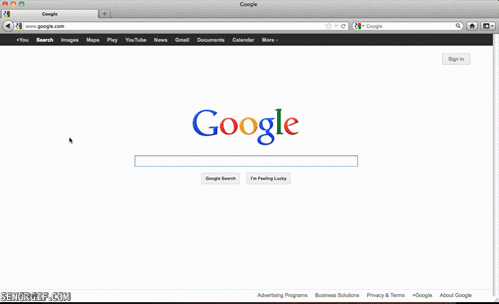 Google
Google
www.google.com
Google
+You Search Images Maps Play YouTube News Gmail Documents Calendar More
Sign in
Google
Google Search I'm Feeling Lucky
SENORGIF.COM
Advertising Programs Business Solutions Privacy & Terms +Google About Google